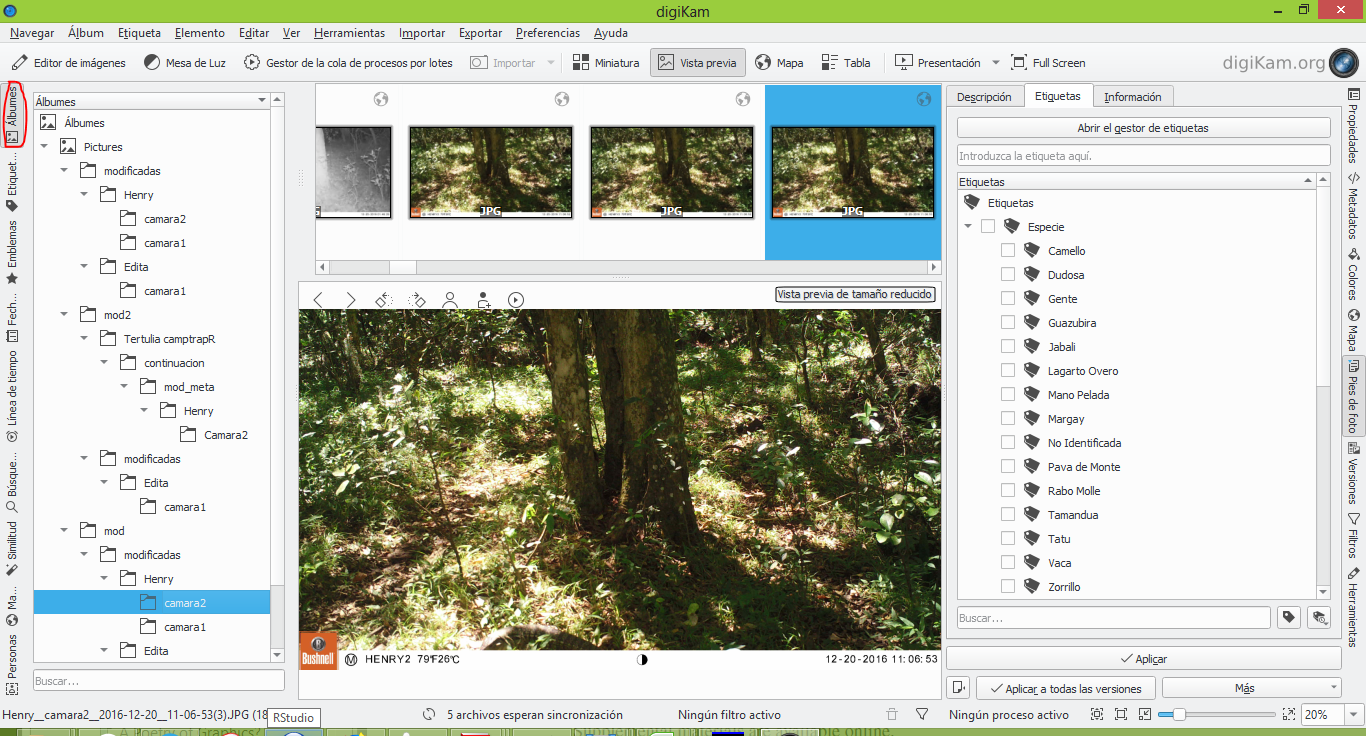 digiKam
Navegar Álbum Etiqueta Elemento Editar Ver Herramientas Importar Exportar Preferencias Ayuda
Editor de imágenes Mesa de Luz Gestor de la cola de procesos por lotes Importar Miniatura Vista previa Mapa Tabla Presentación Full Screen digiKam.org
Álbumes
Etiquet...
Emblemas
Fech...
Línea de tiempo
Búsque...
Similitud
Ma...
Personas
Álbumes
Álbumes
Pictures
modificadas
Henry
camara2
camara1
Edita
camara1
mod2
Tertulia camptrapR
continuacion
mod_meta
Henry
Camara2
modificadas
Edita
camara1
mod
modificadas
Henry
camara2
camara1
Edita
Buscar...
JPG JPG JPG
Vista previa de tamaño reducido
Bushnell M HENRY2 79°F26°C 12-20-2016 11:06:53
Descripción Etiquetas Información
Abrir el gestor de etiquetas
Introduzca la etiqueta aquí.
Etiquetas
Etiquetas
Especie
Camello
Dudosa
Gente
Guazubira
Jabali
Lagarto Overo
Mano Pelada
Margay
No Identificada
Pava de Monte
Rabo Molle
Tamandua
Tatu
Vaca
Zorrillo
Buscar...
Aplicar
Aplicar a todas las versiones Más
Propiedades
Metadatos
Colores
Mapa
Pies de foto
Versiones
Filtros
Herramientas
Henry__camara2__2016-12-20__11-06-53(3).JPG (18 RStudio 5 archivos esperan sincronización Ningún filtro activo Ningún proceso activo 20%